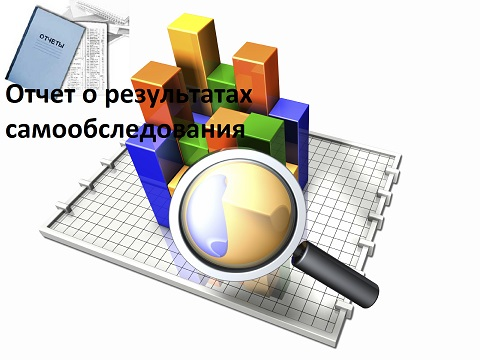 ОТЧЕТЫ
Отчет о результатах
самообследования